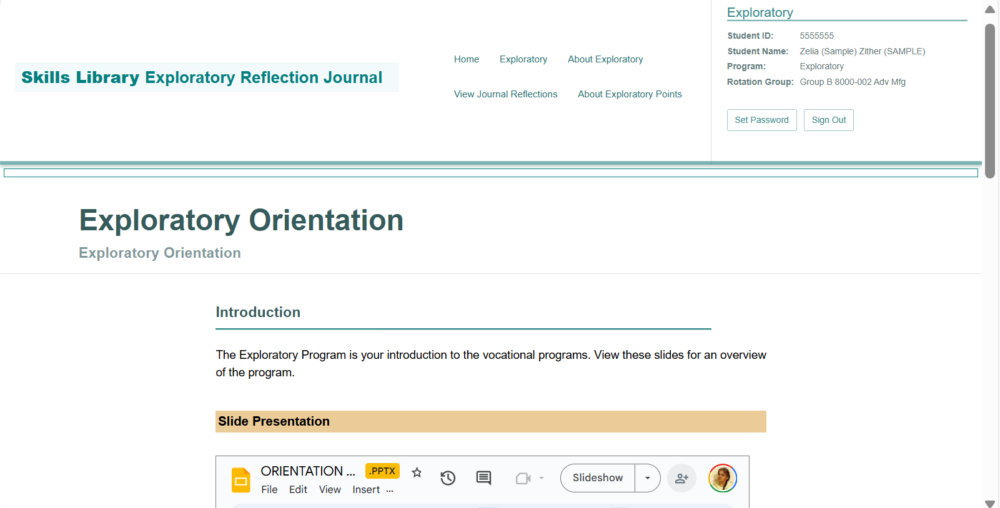 Skills Library Exploratory Reflection Journal
Home Exploratory About Exploratory
View Journal Reflections About Exploratory Points
Exploratory
Student ID: 5555555
Student Name: Zelia (Sample) Zither (SAMPLE)
Program: Exploratory
Rotation Group: Group B 8000-002 Adv Mfg
Set Password Sign Out
Exploratory Orientation
Exploratory Orientation
Introduction
The Exploratory Program is your introduction to the vocational programs. View these slides for an overview
of the program.
Slide Presentation
ORIENTATION ... .PPTX
File Edit View Insert ...
Slideshow